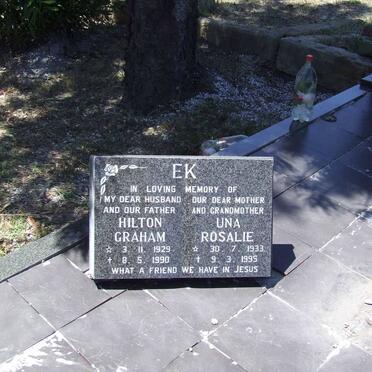 EK
IN LOVING MEMORY OF
MY DEAR HUSBAND OUR DEAR MOTHER
AND OUR FATHER AND GRANDMOTHER
HILTON UNA
GRAHAM ROSALIE
☆ 3.11.1929 ☆ 30.7.1933
✝ 8.5.1990 ✝ 9.3.1995
WHAT A FRIEND WE HAVE IN JESUS